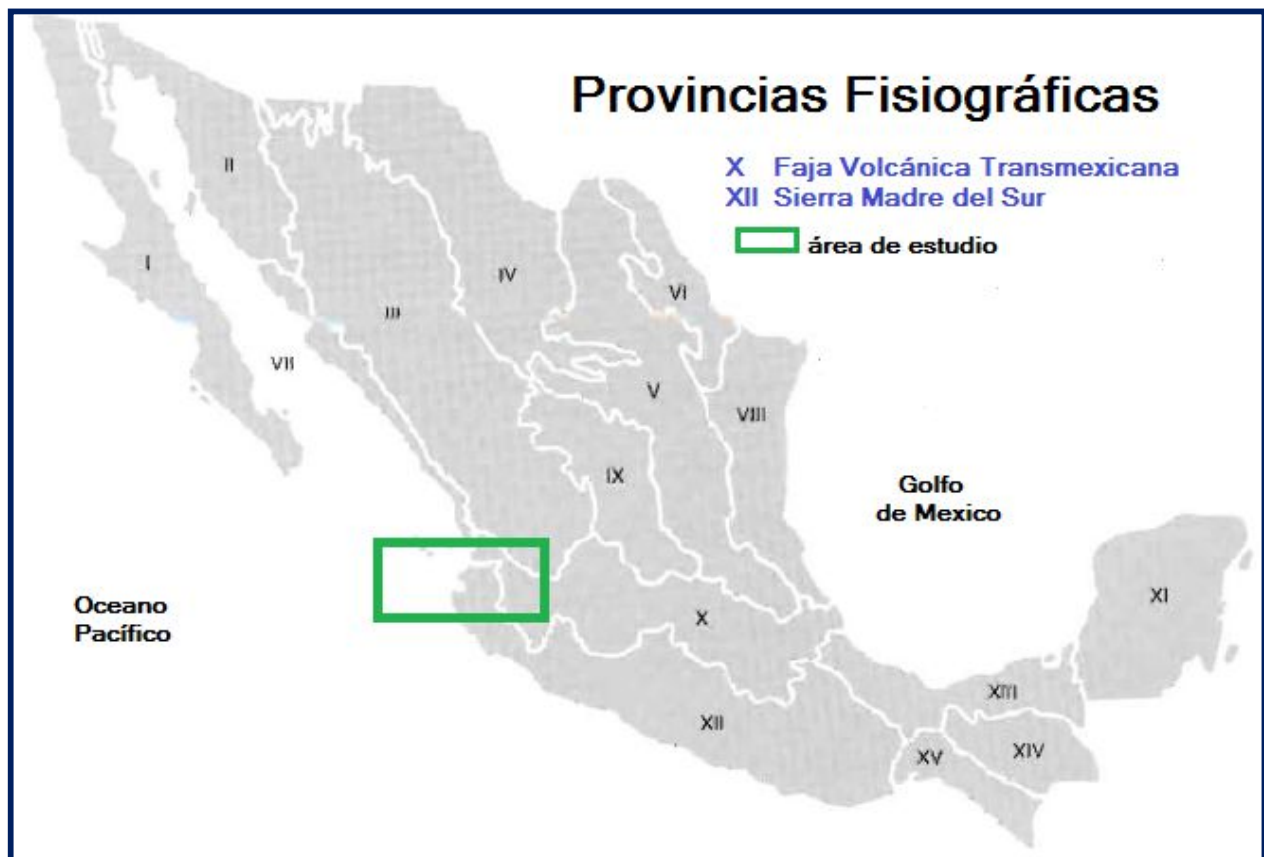 Provincias Fisiográficas
X Faja Volcánica Transmexicana
XII Sierra Madre del Sur
área de estudio
II
I
IV
VI
III
VII
V
VIII
IX
Golfo
de Mexico
Oceano
Pacífico
X
XI
XII
XIII
XIV
XV